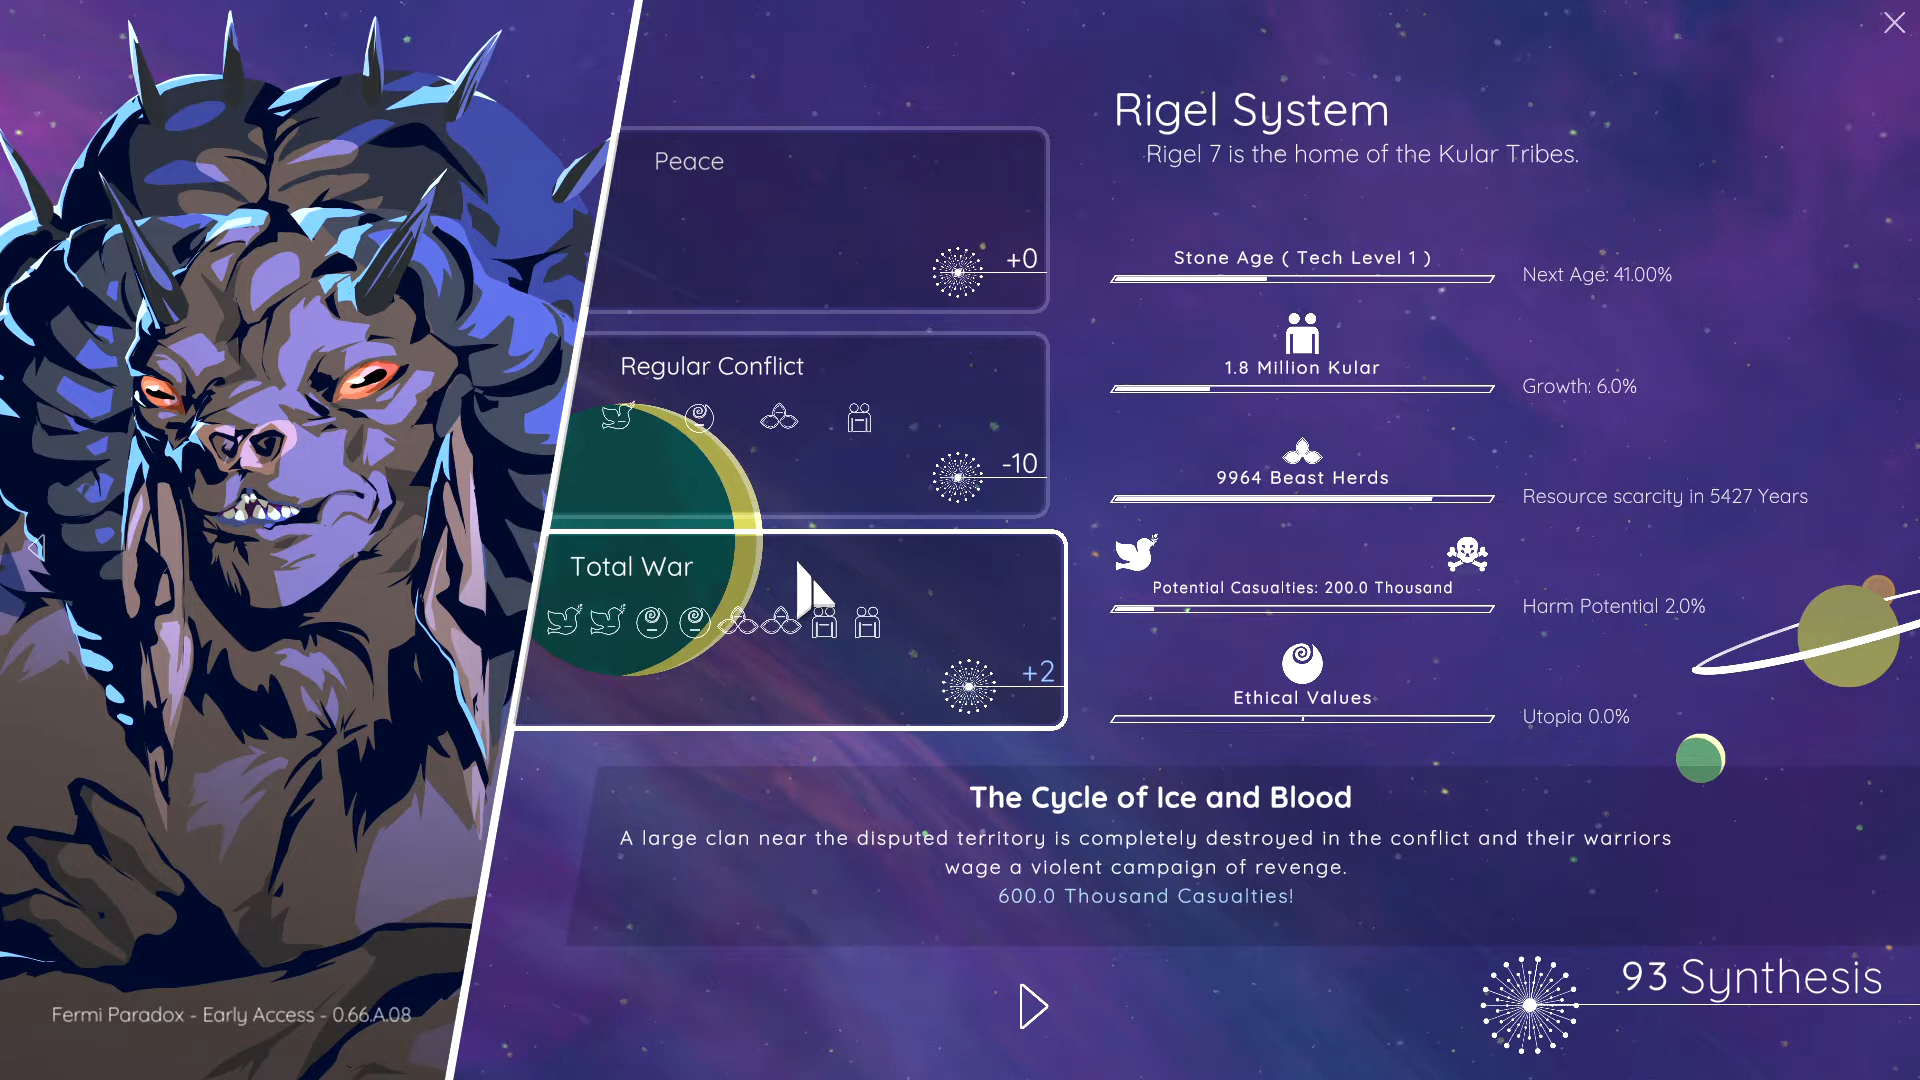 Rigel System
Rigel 7 is the home of the Kular Tribes.
Peace
+0
Regular Conflict
-10
Total War
+2
Stone Age ( Tech Level 1 )
Next Age: 41.00%
1.8 Million Kular
Growth: 6.0%
9964 Beast Herds
Resource scarcity in 5427 Years
Potential Casualties: 200.0 Thousand
Harm Potential 2.0%
Ethical Values
Utopia 0.0%
The Cycle of Ice and Blood
A large clan near the disputed territory is completely destroyed in the conflict and their warriors
wage a violent campaign of revenge.
600.0 Thousand Casualties!
93 Synthesis
Fermi Paradox - Early Access - 0.66.A.08